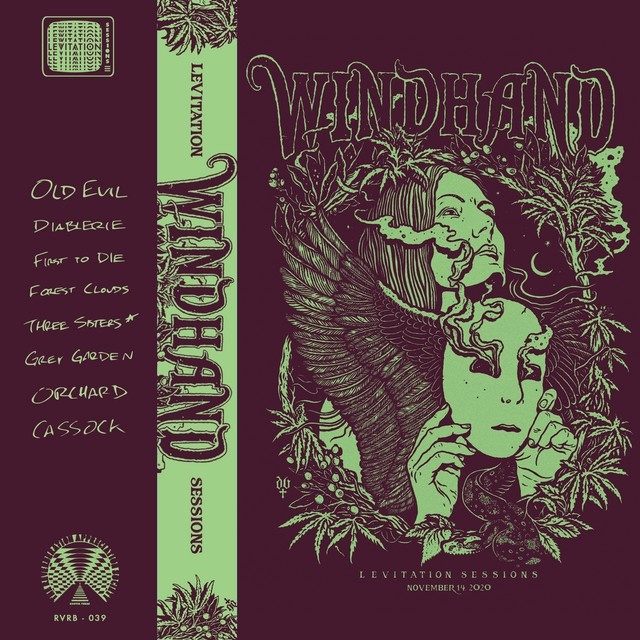 LEVITATION
SESSIONS
OLD EVIL
DIABLERIE
FIRST TO DIE
FOREST CLOUDS
THREE SISTERS*
GREY GARDEN
ORCHARD
CASSOCK
RVRB - 039
LEVITATION
WINDHAND
SESSIONS
WINDHAND
LEVITATION SESSIONS
NOVEMBER 14, 2020